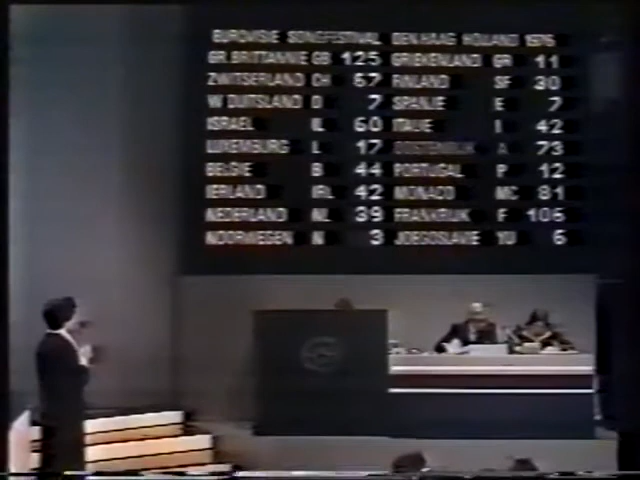 EUROVISIE SONGFESTIVAL DEN HAAG HOLLAND 1976
GR. BRITTANNIE GB 125 GRIEKENLAND GR 11
ZWITSERLAND CH 67 FINLAND SF 30
W DUITSLAND D 7 SPANJE E 7
ISRAEL IL 60 ITALIE I 42
LUXEMBURG L 17 OOSTENRIJK A 73
BELGIE B 44 PORTUGAL P 12
IERLAND IRL 42 MONACO MC 81
NEDERLAND NL 39 FRANKRIJK F 106
NOORWEGEN N 3 JOEGOSLAVIE YU 6